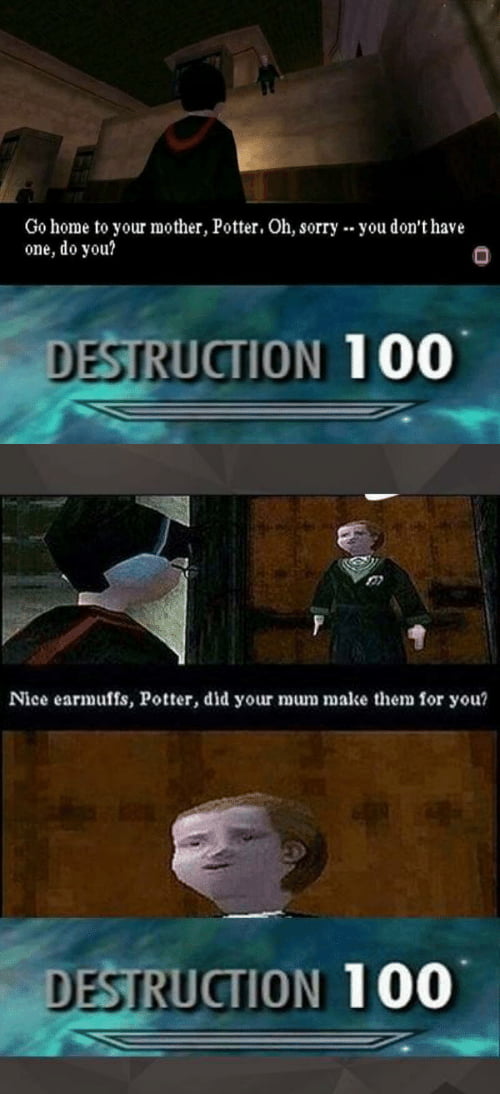 Go home to your mother, Potter. Oh, sorry -- you don't have
one, do you?
DESTRUCTION 100
Nice earmuffs, Potter, did your mum make them for you?
DESTRUCTION 100